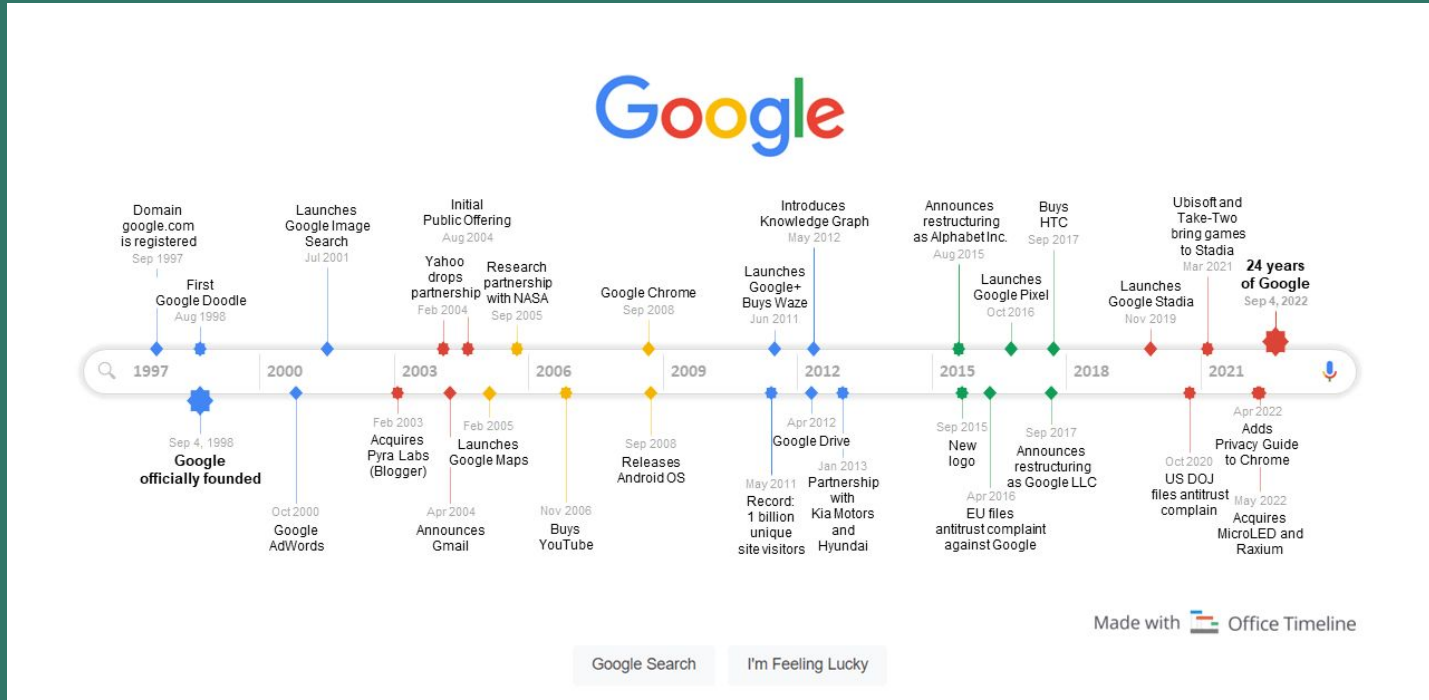 Google
Domain
google.com
is registered
Sep 1997
First
Google Doodle
Aug 1998
Launches
Google Image
Search
Jul 2001
Initial
Public Offering
Aug 2004
Yahoo
drops
partnership
Feb 2004
Research
partnership
with NASA
Sep 2005
Google Chrome
Sep 2008
Introduces
Knowledge Graph
May 2012
Launches
Google+
Buys Waze
Jun 2011
Announces
restructuring
as Alphabet Inc.
Aug 2015
Launches
Google Pixel
Oct 2016
Buys
HTC
Sep 2017
Launches
Google Stadia
Nov 2019
Ubisoft and
Take-Two
bring games
to Stadia
Mar 2021
24 years
of Google
Sep 4, 2022
1997 2000 2003 2006 2009 2012 2015 2018 2021
Sep 4, 1998
Google
officially founded
Oct 2000
Google
AdWords
Feb 2003
Acquires
Pyra Labs
(Blogger)
Apr 2004
Announces
Gmail
Feb 2005
Launches
Google Maps
Nov 2006
Buys
YouTube
Sep 2008
Releases
Android OS
May 2011
Record:
1 billion
unique
site visitors
Apr 2012
Google Drive
Jan 2013
Partnership
with
Kia Motors
and
Hyundai
Sep 2015
New
logo
Apr 2016
EU files
antitrust complaint
against Google
Sep 2017
Announces
restructuring
as Google LLC
Oct 2020
US DOJ
files antitrust
complain
Apr 2022
Adds
Privacy Guide
to Chrome
May 2022
Acquires
MicroLED and
Raxium
Made with Office Timeline
Google Search
I'm Feeling Lucky